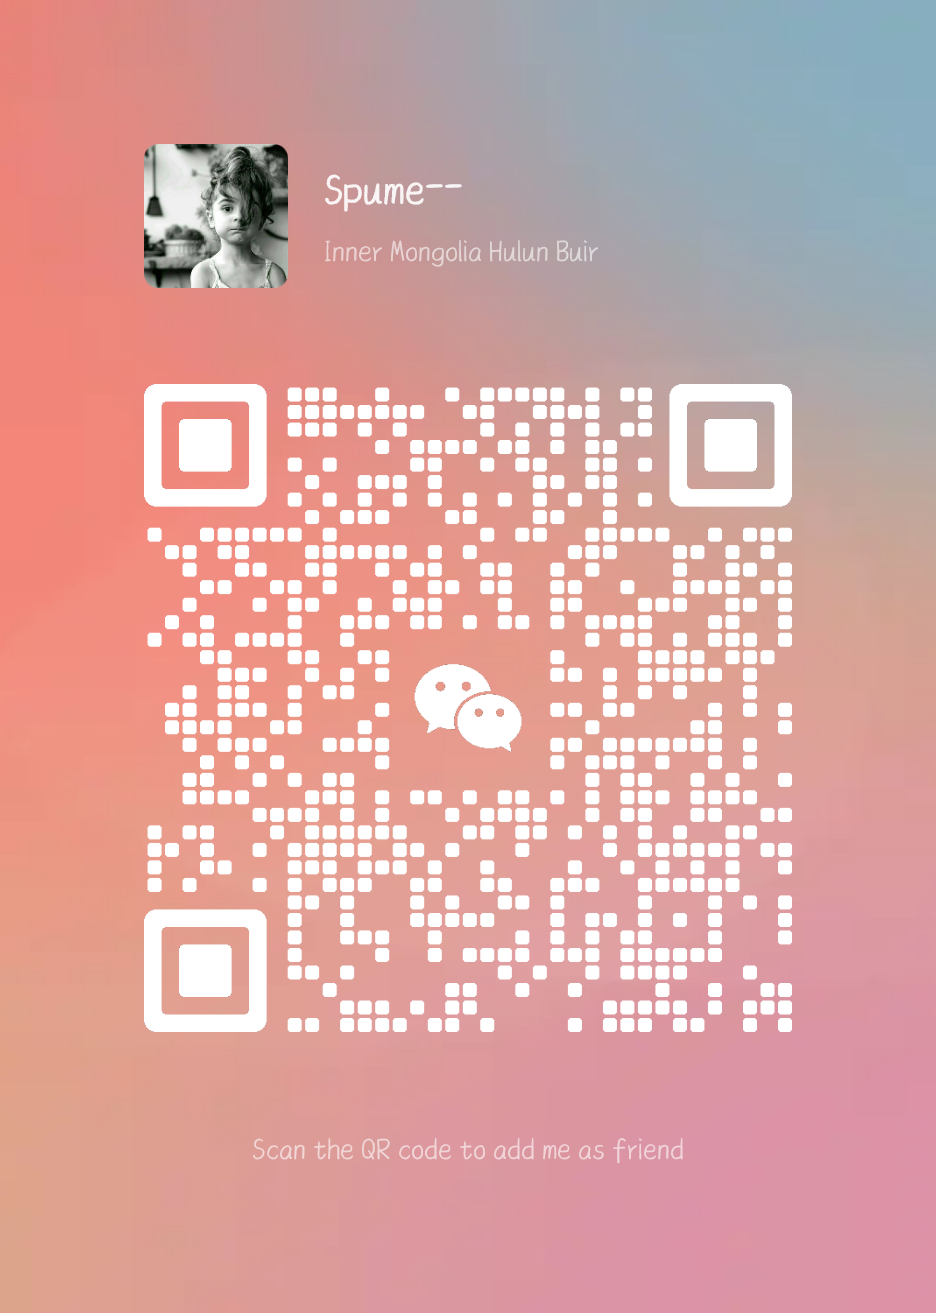 Spume--
Inner Mongolia Hulun Buir
Scan the QR code to add me as friend